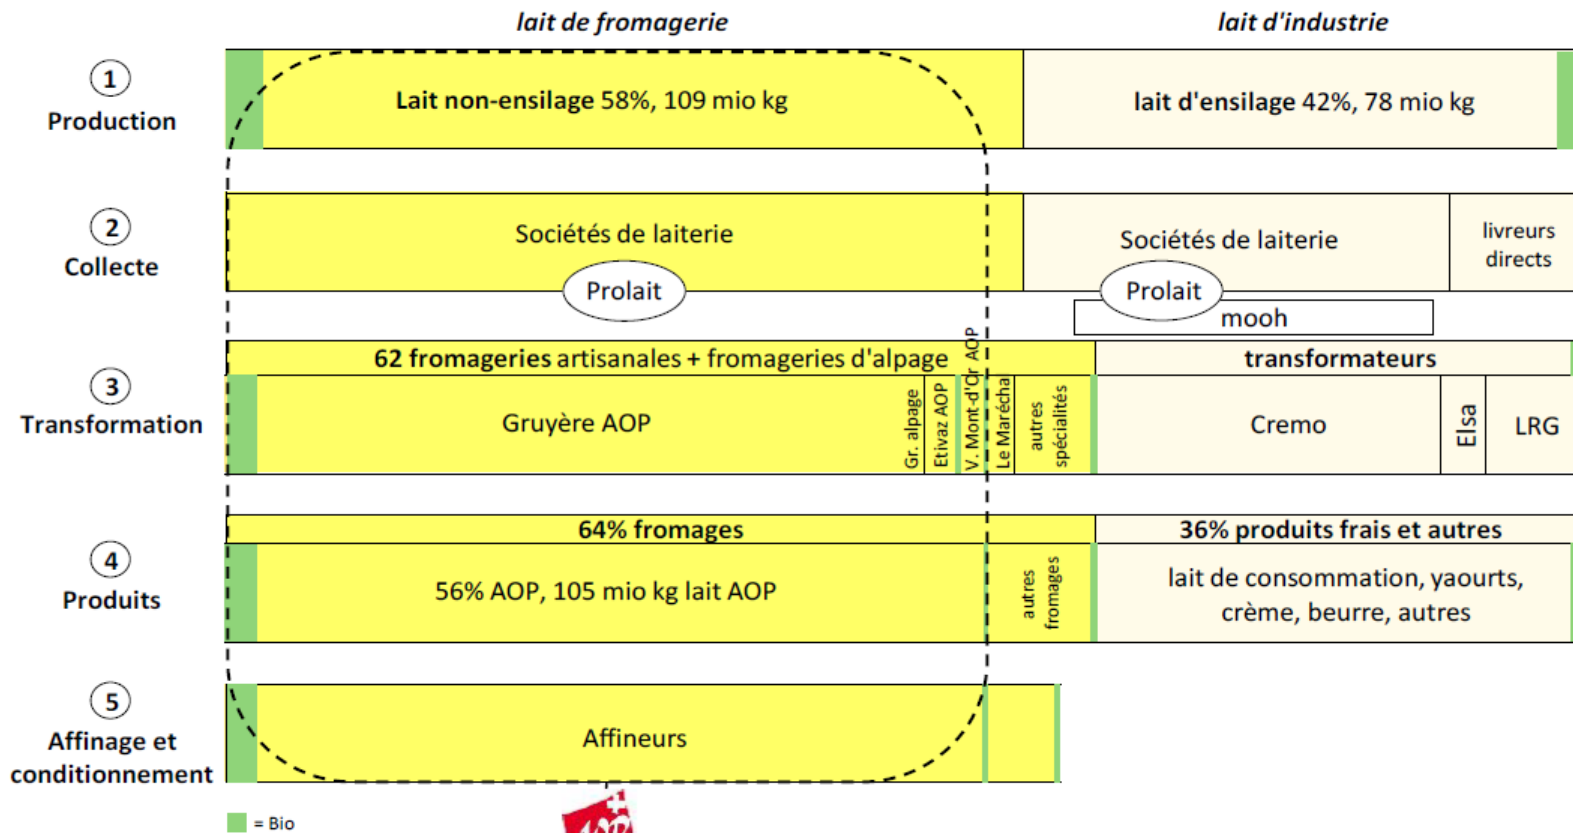 lait de fromagerie
lait d'industrie
1
Production
Lait non-ensilage 58%, 109 mio kg
lait d'ensilage 42%, 78 mio kg
2
Collecte
Sociétés de laiterie
Prolait
Sociétés de laiterie
Prolait
mooh
livreurs
directs
3
Transformation
62 fromageries artisanales + fromageries d'alpage
transformateurs
Gruyère AOP
Gr. alpage
Etivaz AOP
V. Mont-d'Or AOP
Le Maréchal
autres
spécialités
Cremo
Elsa
LRG
4
Produits
64% fromages
36% produits frais et autres
56% AOP, 105 mio kg lait AOP
autres
fromages
lait de consommation, yaourts,
crème, beurre, autres
5
Affinage et
conditionnement
Affineurs
= Bio